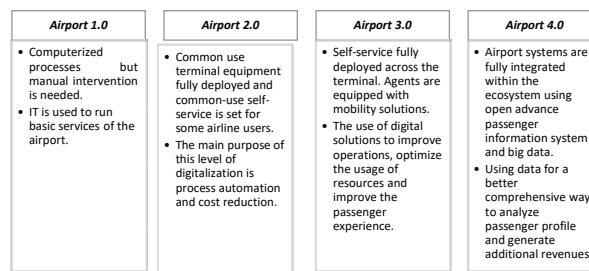 Airport 1.0
• Computerized
processes but
manual intervention
is needed.
• IT is used to run
basic services of the
airport.
Airport 2.0
• Common use
terminal equipment
fully deployed and
common-use self-
service is set for
some airline users.
• The main purpose of
this level of
digitalization is
process automation
and cost reduction.
Airport 3.0
• Self-service fully
deployed across the
terminal. Agents are
equipped with
mobility solutions.
• The use of digital
solutions to improve
operations, optimize
the usage of
resources and
improve the
passenger
experience.
Airport 4.0
• Airport systems are
fully integrated
within the
ecosystem using
open advance
passenger
information system
and big data.
• Using data for a
better
comprehensive way
to analyze
passenger profile
and generate
additional revenues